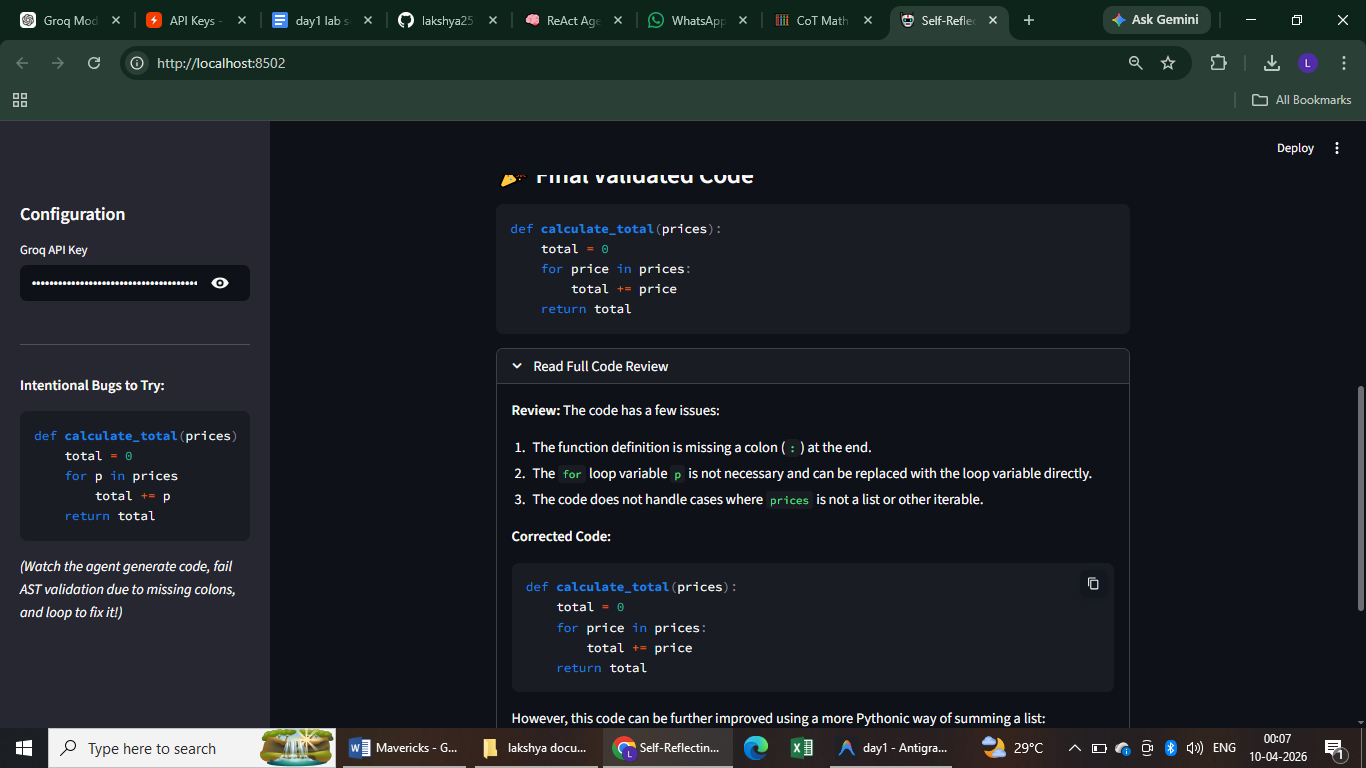 Groq Mod
API Keys -
day1 lab s
lakshya25
ReAct Age
WhatsApp
CoT Math
Self-Refle
Ask Gemini
http://localhost:8502
L
All Bookmarks
Deploy
Configuration
Groq API Key
Intentional Bugs to Try:
def calculate_total(prices)
    total = 0
    for p in prices
        total += p
    return total
(Watch the agent generate code, fail
AST validation due to missing colons,
and loop to fix it!)
Final Validated Code
def calculate_total(prices):
    total = 0
    for price in prices:
        total += price
    return total
Read Full Code Review
Review: The code has a few issues:
1. The function definition is missing a colon ( : ) at the end.
2. The for loop variable p is not necessary and can be replaced with the loop variable directly.
3. The code does not handle cases where prices is not a list or other iterable.
Corrected Code:
def calculate_total(prices):
    total = 0
    for price in prices:
        total += price
    return total
However, this code can be further improved using a more Pythonic way of summing a list:
Type here to search
Mavericks - G...
lakshya docu...
Self-Reflectin...
day1 - Antigra...
29°C
ENG
00:07
10-04-2026
1